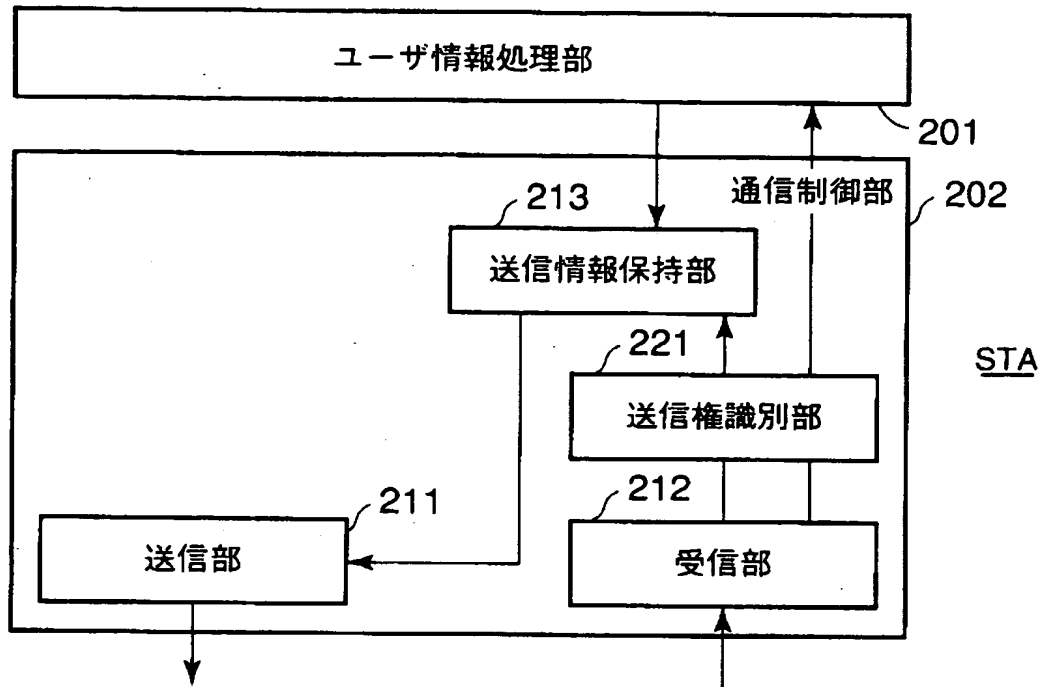 ユーザ情報処理部
201
通信制御部
202
213
送信情報保持部
221
STA
送信権識別部
211
212
送信部
受信部